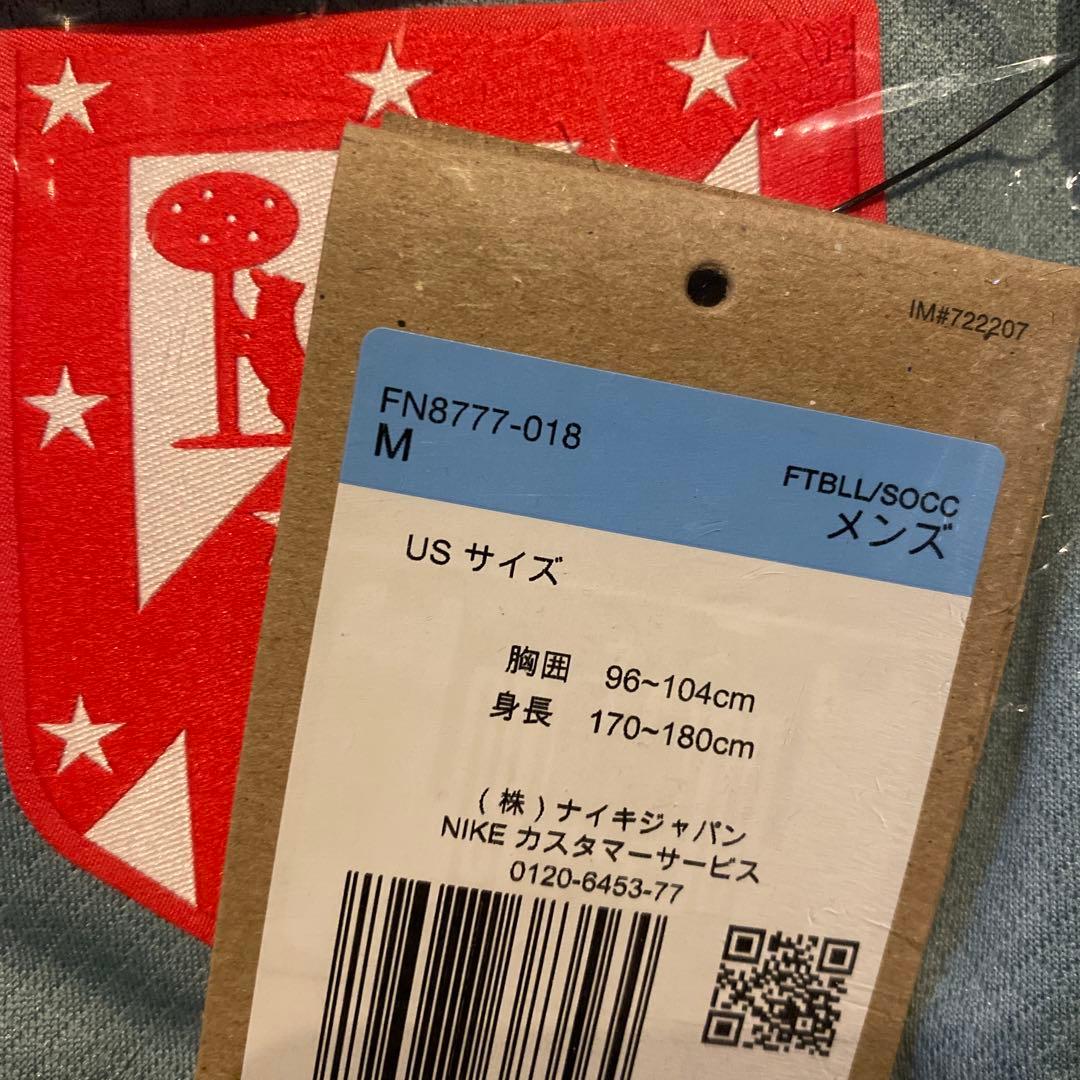 IM#722207
FN8777-018
M
FTBLL/SOCC
メンズ
US サイズ
胸囲 96~104cm
身長 170~180cm
(株)ナイキジャパン
NIKE カスタマーサービス
0120-6453-77